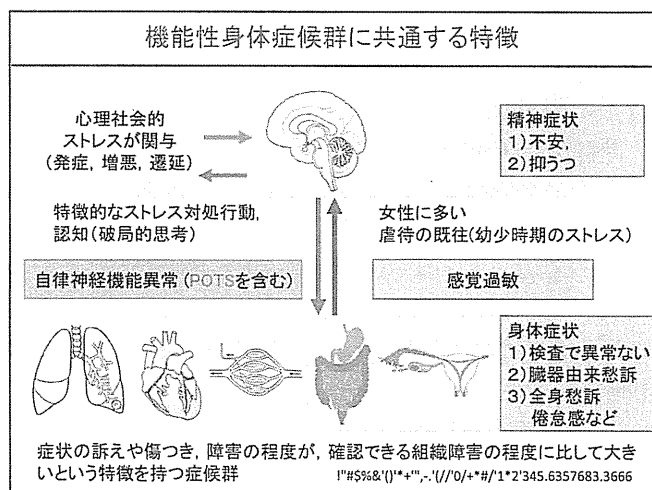 機能性身体症候群に共通する特徴
心理社会的
ストレスが関与
(発症, 増悪, 遷延)
精神症状
1)不安,
2)抑うつ
特徴的なストレス対処行動,
認知(破局的思考)
女性に多い
虐待の既往(幼少時期のストレス)
自律神経機能異常 (POTSを含む)
感覚過敏
身体症状
1)検査で異常ない
2)臓器由来愁訴
3)全身愁訴
倦怠感など
症状の訴えや傷つき, 障害の程度が, 確認できる組織障害の程度に比して大き
いという特徴を持つ症候群
!"#$%&'()'*+'",-.'(//'0/+*#/'1*2'345.6357683.3666